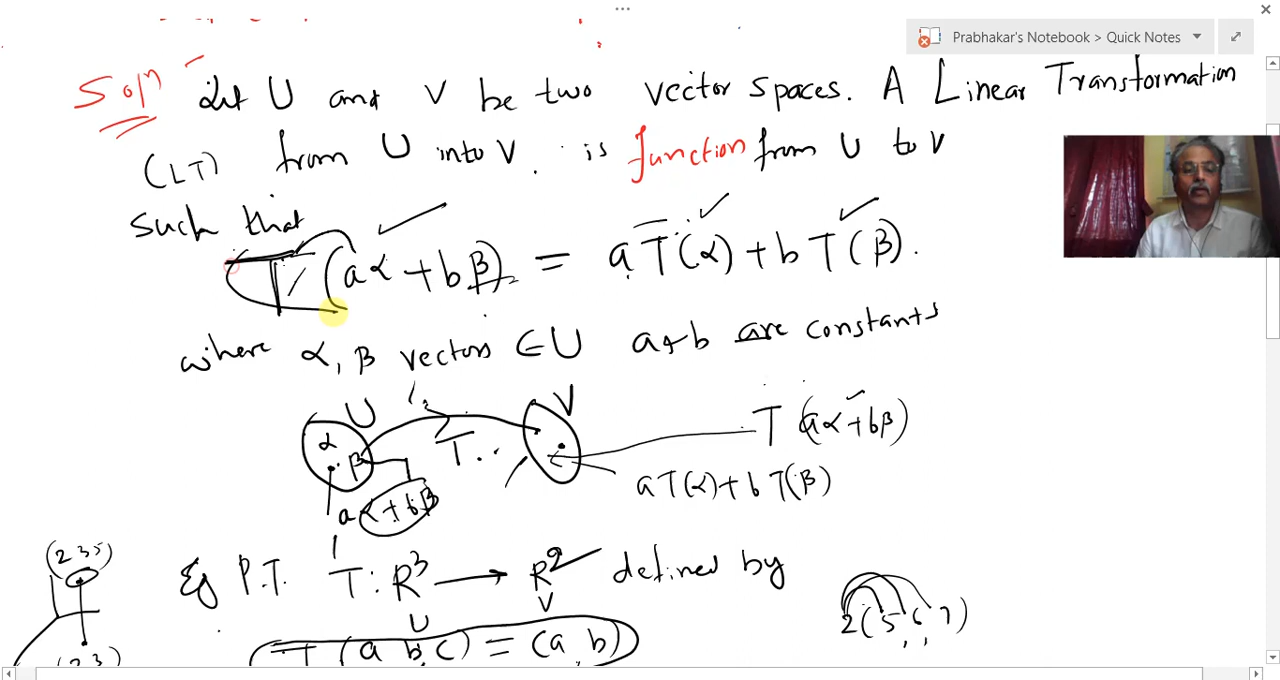 Prabhakar's Notebook > Quick Notes
Soln Let U and V be two vector spaces. A Linear Transformation
(LT) from U into V. is function from U to V
such that
T (aα + bβ) = aT(α) + bT(β).
where α, β vectors ∈ U a & b are constants
U V
α
β
T
T (aα + bβ)
aT(α) + bT(β)
aα + bβ
(2 3 5)
Eg P.T. T : R³ → R² defined by
U V
2(5, 6, 7)
T (a b, c) = (a, b)
(2 3)